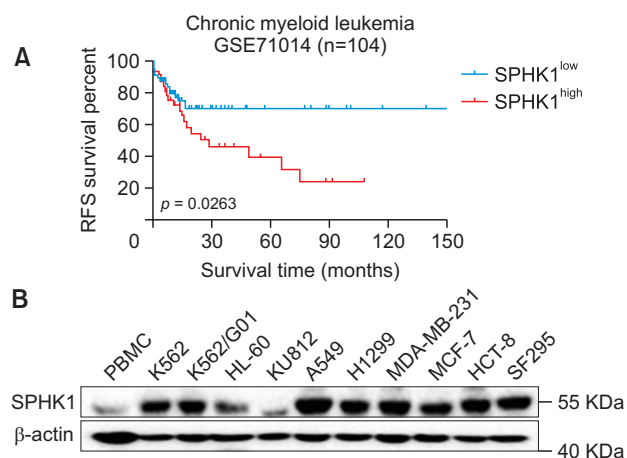 A
Chronic myeloid leukemia
GSE71014 (n=104)
RFS survival percent
100
80
60
40
20
0
30
60
90
120
150
p = 0.0263
Survival time (months)
SPHK1low
SPHK1high
B
PBMC
K562
K562/G01
HL-60
KU812
A549
H1299
MDA-MB-231
MCF-7
HCT-8
SF295
SPHK1
55 KDa
β-actin
40 KDa